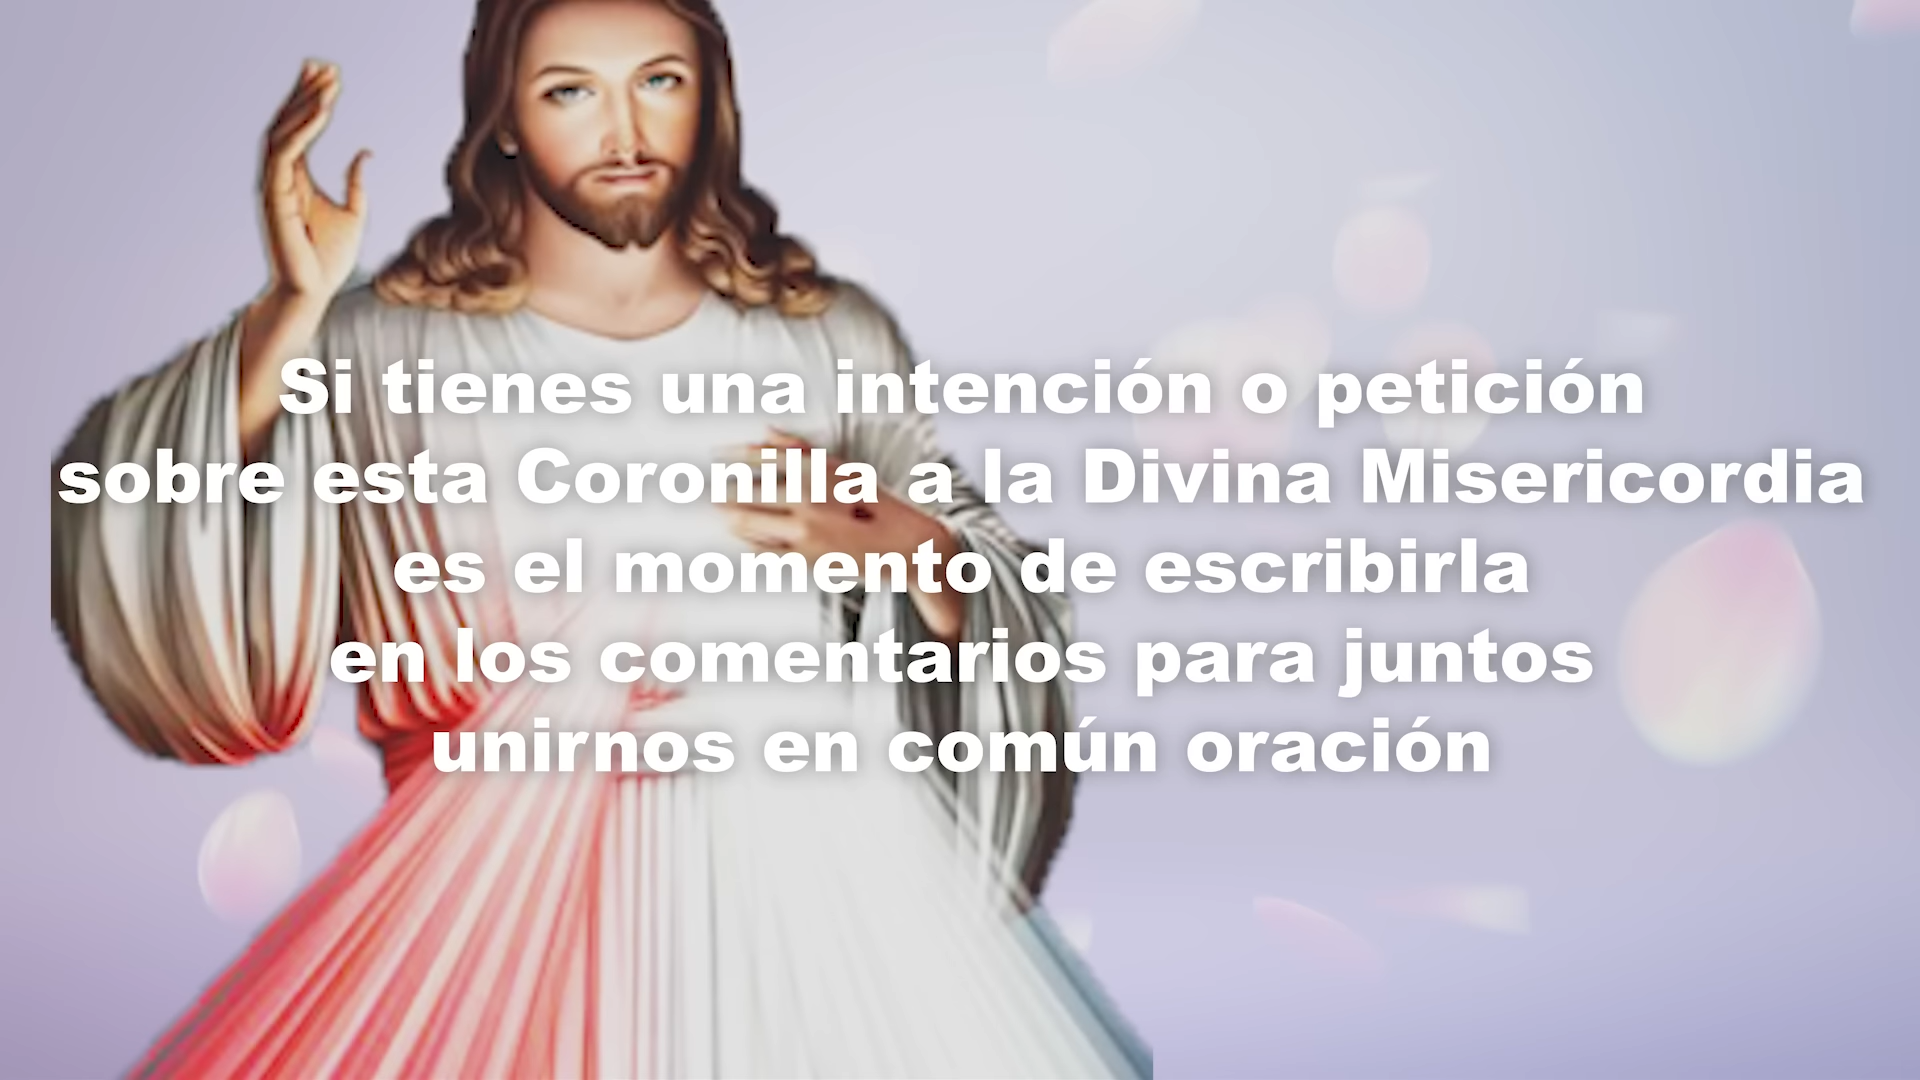 Si tienes una intención o petición
sobre esta Coronilla a la Divina Misericordia
es el momento de escribirla
en los comentarios para juntos
unirnos en común oración